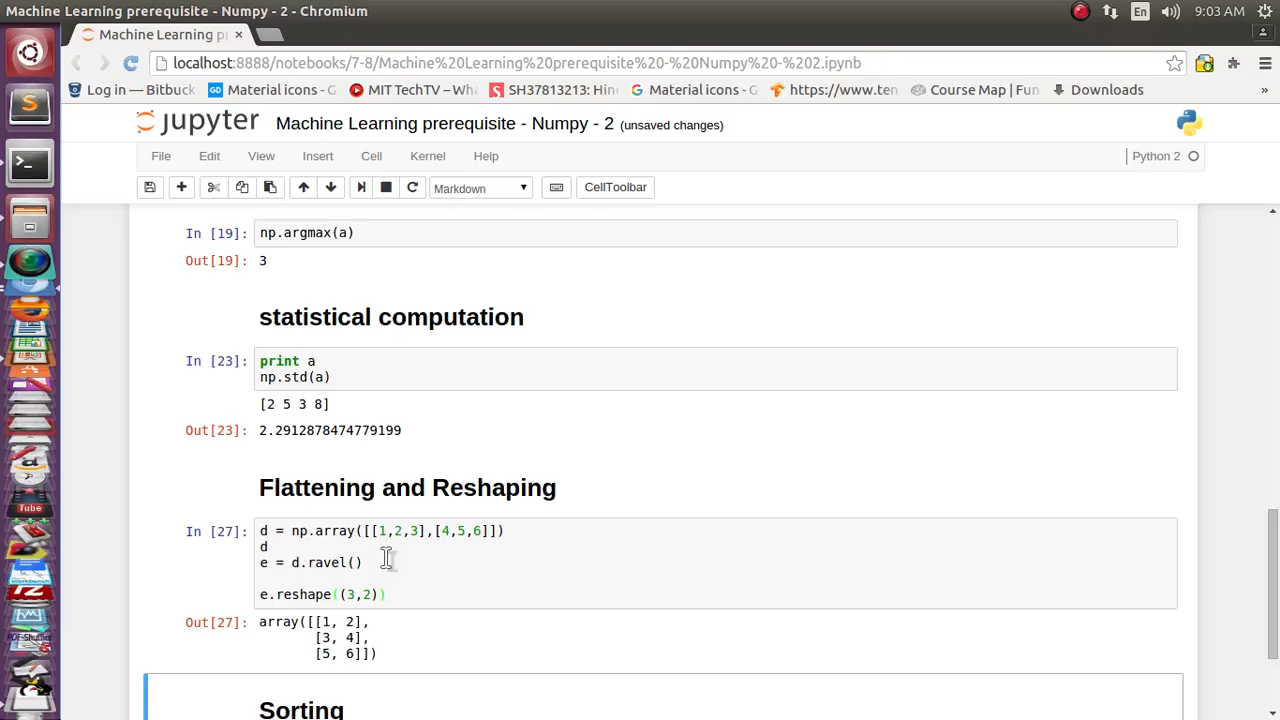 Machine Learning prerequisite - Numpy - 2 - Chromium
En
9:03 AM
Machine Learning pr
localhost:8888/notebooks/7-8/Machine%20Learning%20prerequisite%20-%20Numpy%20-%202.ipynb
Log in — Bitbuck
Material icons - G
MIT TechTV – Wha
SH37813213: Hin
Material icons - G
https://www.ten
Course Map | Fun
Downloads
»
jupyter
Machine Learning prerequisite - Numpy - 2 (unsaved changes)
File Edit View Insert Cell Kernel Help
Python 2
Markdown
CellToolbar
In [19]: np.argmax(a)
Out[19]: 3
statistical computation
In [23]: print a
np.std(a)
[2 5 3 8]
Out[23]: 2.2912878474779199
Flattening and Reshaping
In [27]: d = np.array([[1,2,3],[4,5,6]])
d
e = d.ravel()
e.reshape((3,2))
Out[27]: array([[1, 2],
[3, 4],
[5, 6]])
Sorting